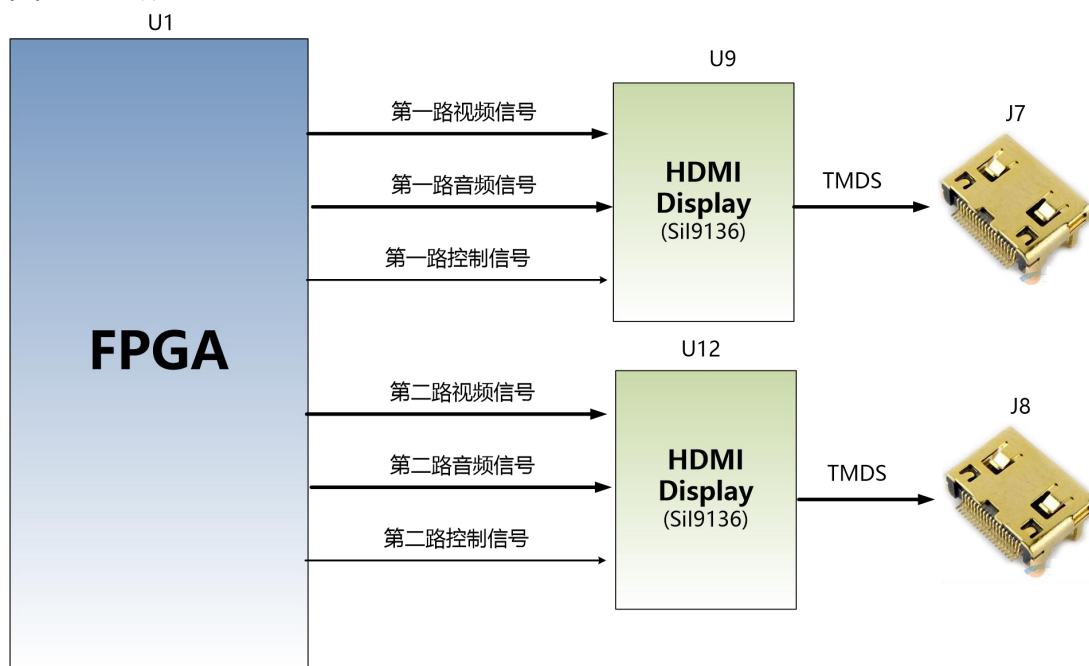 U1
U9
J7
第一路视频信号
第一路音频信号
第一路控制信号
HDMI
Display
(SiI9136)
TMDS
FPGA
U12
J8
第二路视频信号
第二路音频信号
第二路控制信号
HDMI
Display
(SiI9136)
TMDS